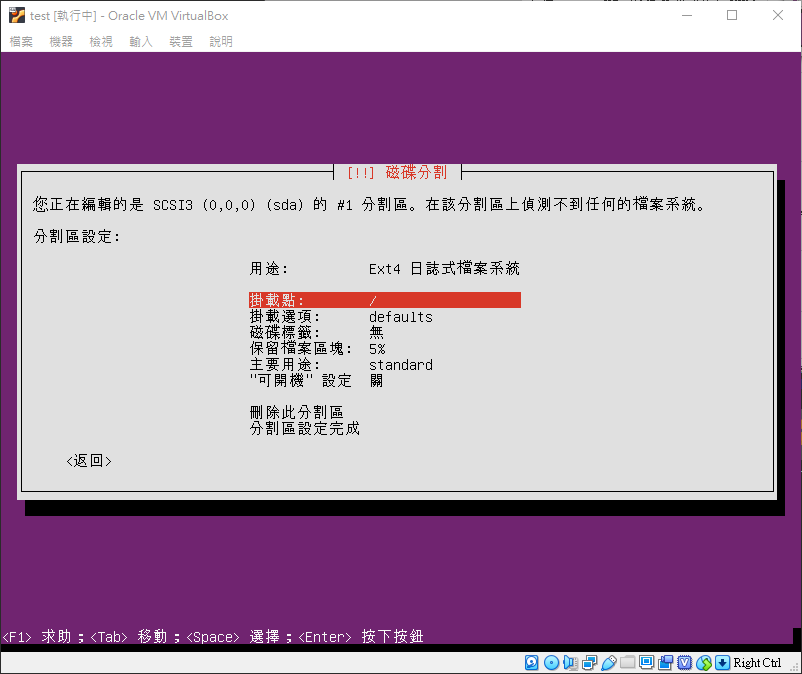 test [執行中] - Oracle VM VirtualBox
檔案 機器 檢視 輸入 裝置 說明
[!!] 磁碟分割
您正在編輯的是 SCSI3 (0,0,0) (sda) 的 #1 分割區。在該分割區上偵測不到任何的檔案系統。
分割區設定:
用途: Ext4 日誌式檔案系統
掛載點: /
掛載選項: defaults
磁碟標籤: 無
保留檔案區塊: 5%
主要用途: standard
"可開機" 設定 關
刪除此分割區
分割區設定完成
<返回>
<F1> 求助；<Tab> 移動；<Space> 選擇；<Enter> 按下按鈕
Right Ctrl